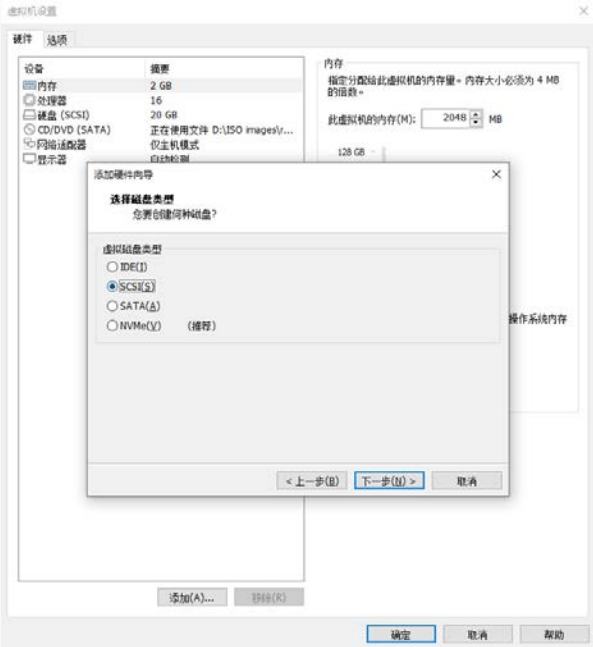 虚拟机设置
硬件 选项
设备 摘要
内存 2 GB
处理器 16
硬盘 (SCSI) 20 GB
CD/DVD (SATA) 正在使用文件 D:\ISO images\r...
网络适配器 仅主机模式
显示器 自动检测
内存
指定分配给此虚拟机的内存量。内存大小必须为 4 MB
的倍数。
此虚拟机的内存(M): 2048 MB
128 GB
添加硬件向导
选择磁盘类型
您要创建何种磁盘?
虚拟磁盘类型
IDE(I)
SCSI(S)
SATA(A)
NVMe(V) (推荐)
操作系统内存
< 上一步(B) 下一步(N) > 取消
添加(A)... 移除(R)
确定 取消 帮助